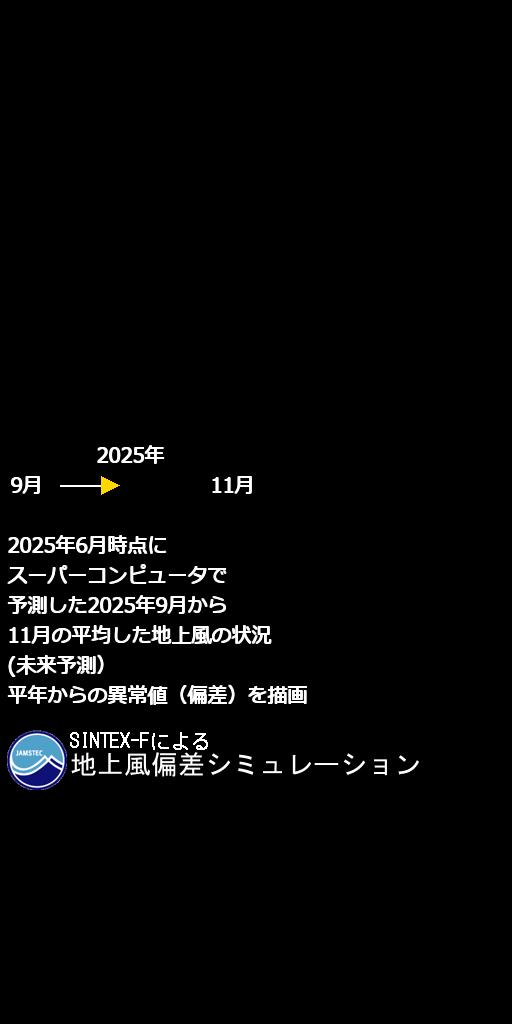 2025年
9月 11月
2025年6月時点に
スーパーコンピュータで
予測した2025年9月から
11月の平均した地上風の状況
(未来予測）
平年からの異常値（偏差）を描画
SINTEX-Fによる
JAMSTEC
地上風偏差シミュレーション